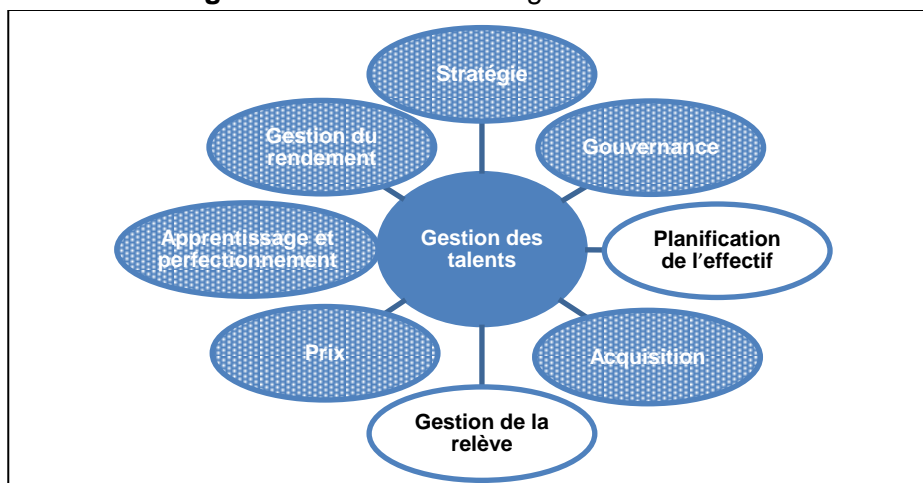 Stratégie
Gestion du
rendement
Gouvernance
Apprentissage et
perfectionnement
Gestion des
talents
Planification
de l'effectif
Prix
Acquisition
Gestion de la
relève